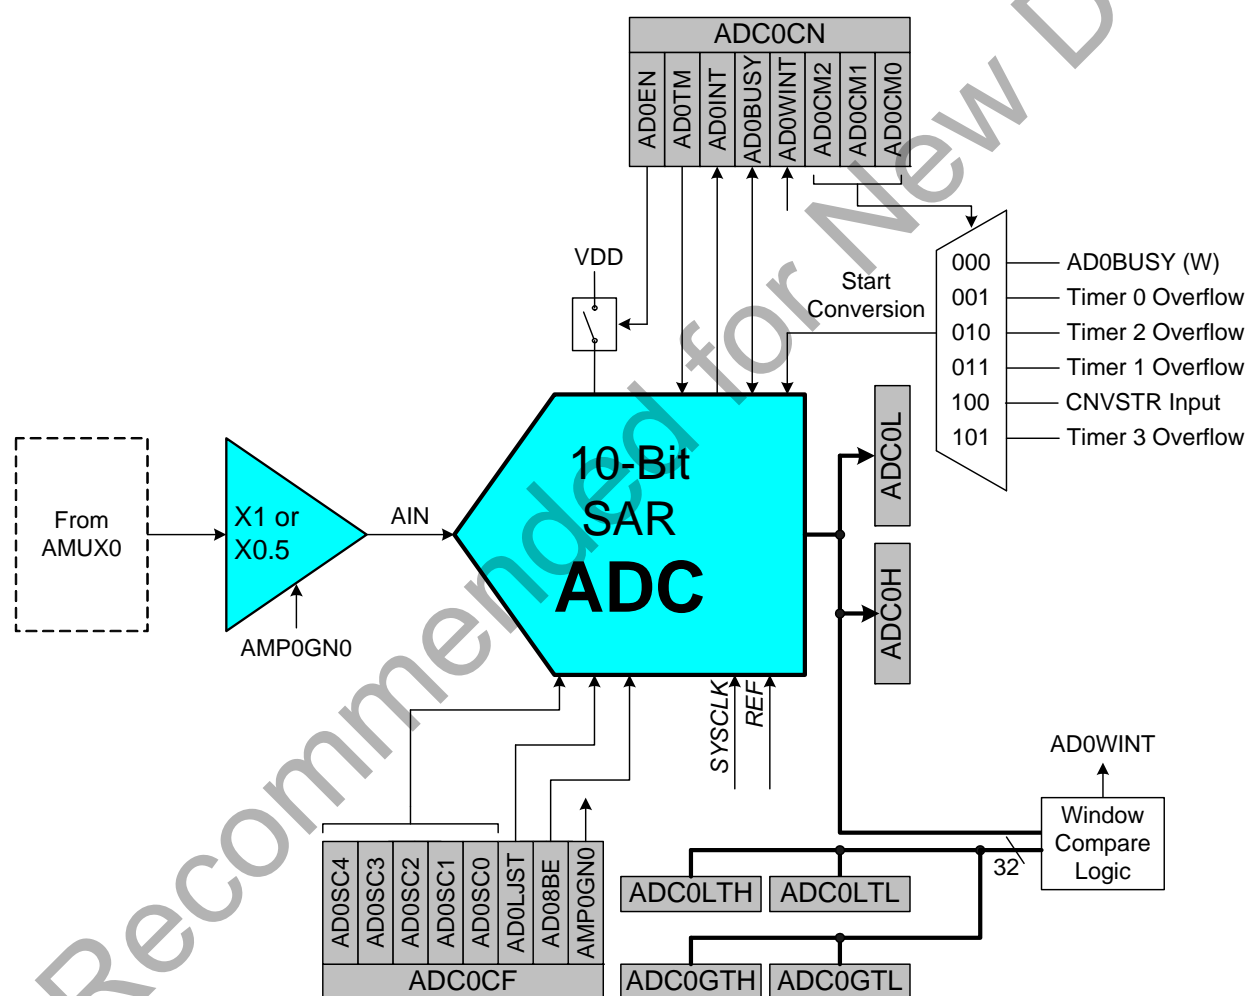 ADC0CN
AD0EN
AD0TM
AD0INT
AD0BUSY
AD0WINT
AD0CM2
AD0CM1
AD0CM0
VDD
Start
Conversion
000
AD0BUSY (W)
001
Timer 0 Overflow
010
Timer 2 Overflow
011
Timer 1 Overflow
100
CNVSTR Input
101
Timer 3 Overflow
From
AMUX0
X1 or
X0.5
AMP0GN0
AIN
10-Bit
SAR
ADC
ADC0L
ADC0H
SYSCLK
REF
AD0WINT
Window
Compare
Logic
32
AD0SC4
AD0SC3
AD0SC2
AD0SC1
AD0SC0
AD0LJST
AD08BE
AMP0GN0
ADC0CF
ADC0LTH
ADC0LTL
ADC0GTH
ADC0GTL
Recommended for New D